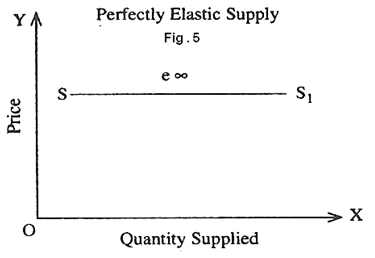 Perfectly Elastic Supply
Y
Fig. 5
e ∞
S
S1
Price
X
O
Quantity Supplied